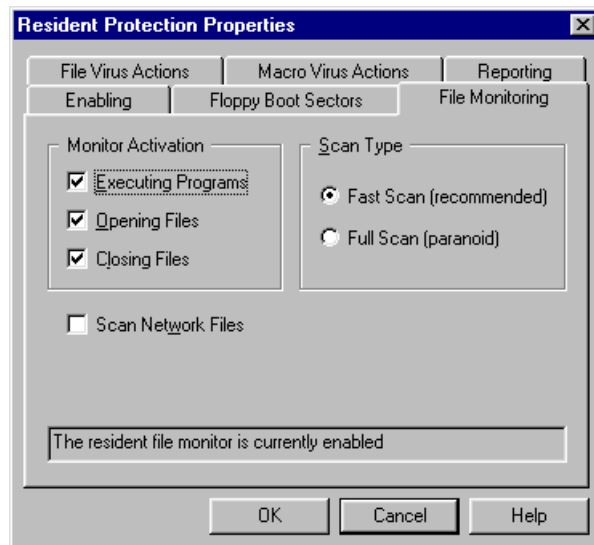 Resident Protection Properties
File Virus Actions
Macro Virus Actions
Reporting
Enabling
Floppy Boot Sectors
File Monitoring
Monitor Activation
Executing Programs
Opening Files
Closing Files
Scan Type
Fast Scan (recommended)
Full Scan (paranoid)
Scan Network Files
The resident file monitor is currently enabled
OK
Cancel
Help